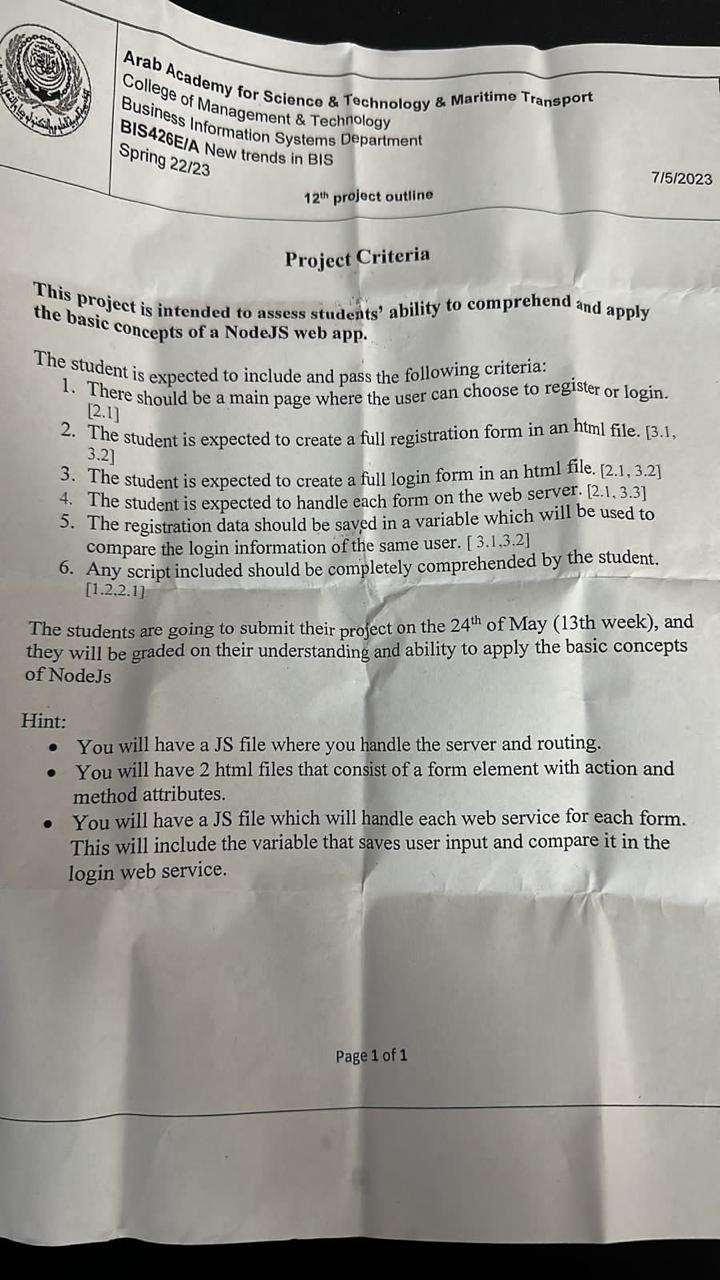 Arab Academy for Science & Technology & Maritime Transport
College of Management & Technology
Business Information Systems Department
BIS426E/A New trends in BIS
Spring 22/23
7/5/2023
12th project outline
Project Criteria
This project is intended to assess students' ability to comprehend and apply
the basic concepts of a NodeJS web app.
The student is expected to include and pass the following criteria:
1. There should be a main page where the user can choose to register or login.
[2.1]
2. The student is expected to create a full registration form in an html file. [3.1,
3.2]
3. The student is expected to create a full login form in an html file. [2.1, 3.2]
4. The student is expected to handle each form on the web server. [2.1, 3.3]
5. The registration data should be saved in a variable which will be used to
compare the login information of the same user. [ 3.1,3.2]
6. Any script included should be completely comprehended by the student.
[1.2,2.1]
The students are going to submit their project on the 24th of May (13th week), and
they will be graded on their understanding and ability to apply the basic concepts
of NodeJs
Hint:
• You will have a JS file where you handle the server and routing.
• You will have 2 html files that consist of a form element with action and
method attributes.
• You will have a JS file which will handle each web service for each form.
This will include the variable that saves user input and compare it in the
login web service.
Page 1 of 1